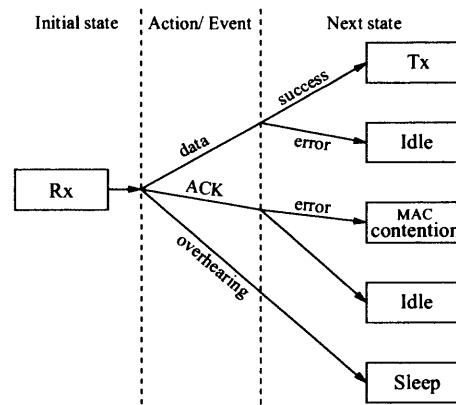 Initial state
Action/ Event
Next state
Tx
success
Idle
error
data
Rx
ACK
error
MAC
contention
overhearing
Idle
Sleep